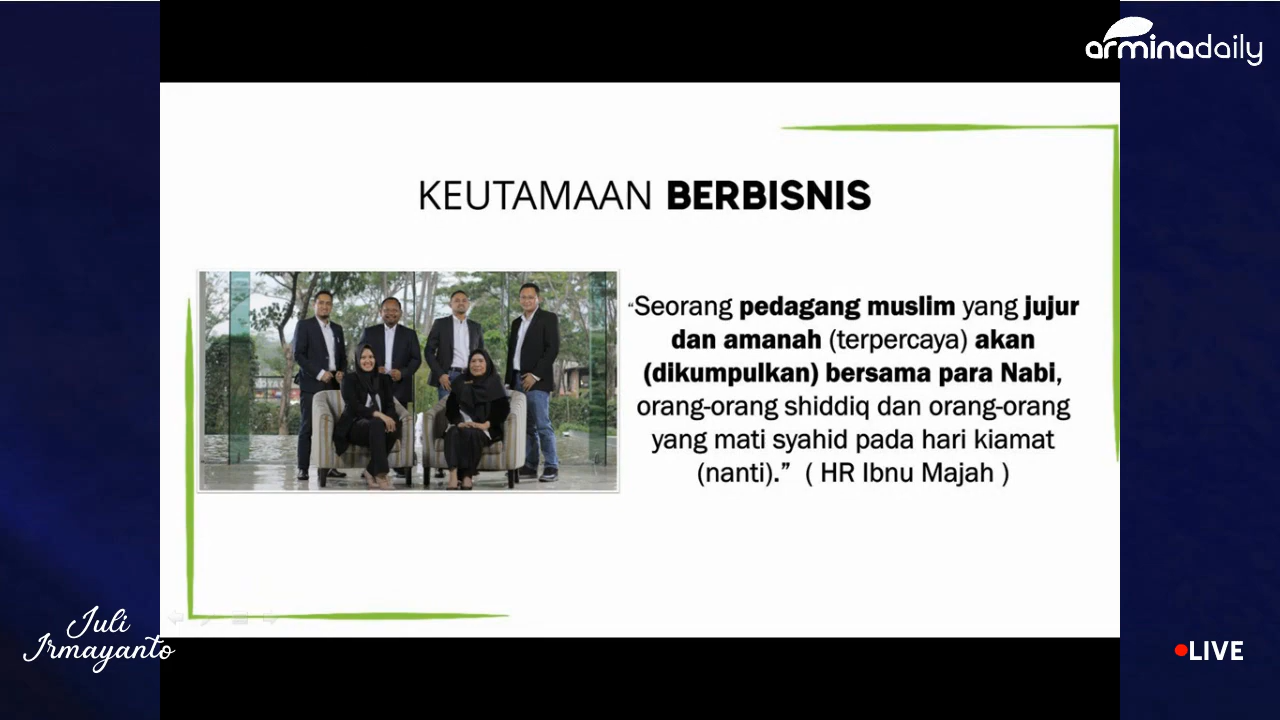 arminadaily
KEUTAMAAN BERBISNIS
“Seorang pedagang muslim yang jujur
dan amanah (terpercaya) akan
(dikumpulkan) bersama para Nabi,
orang-orang shiddiq dan orang-orang
yang mati syahid pada hari kiamat
(nanti).” ( HR Ibnu Majah )
Juli
Irmayanto
LIVE